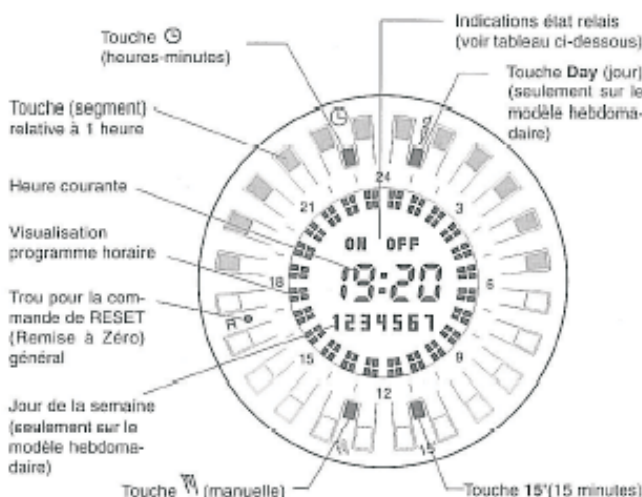 Touche
(heures-minutes)
Indications état relais
(voir tableau ci-dessous)
Touche Day (jour)
(seulement sur le
modèle hebdoma-
daire)
Touche (segment)
relative à 1 heure
Heure courante
Visualisation
programme horaire
Trou pour la com-
mande de RESET
(Remise à Zéro)
général
Jour de la semaine
(seulement sur le
modèle hebdoma-
daire)
Touche (manuelle)
Touche 15'(15 minutes)
24
21
3
ON OFF
19:20
18
6
R
1234567
15
9
12
15'